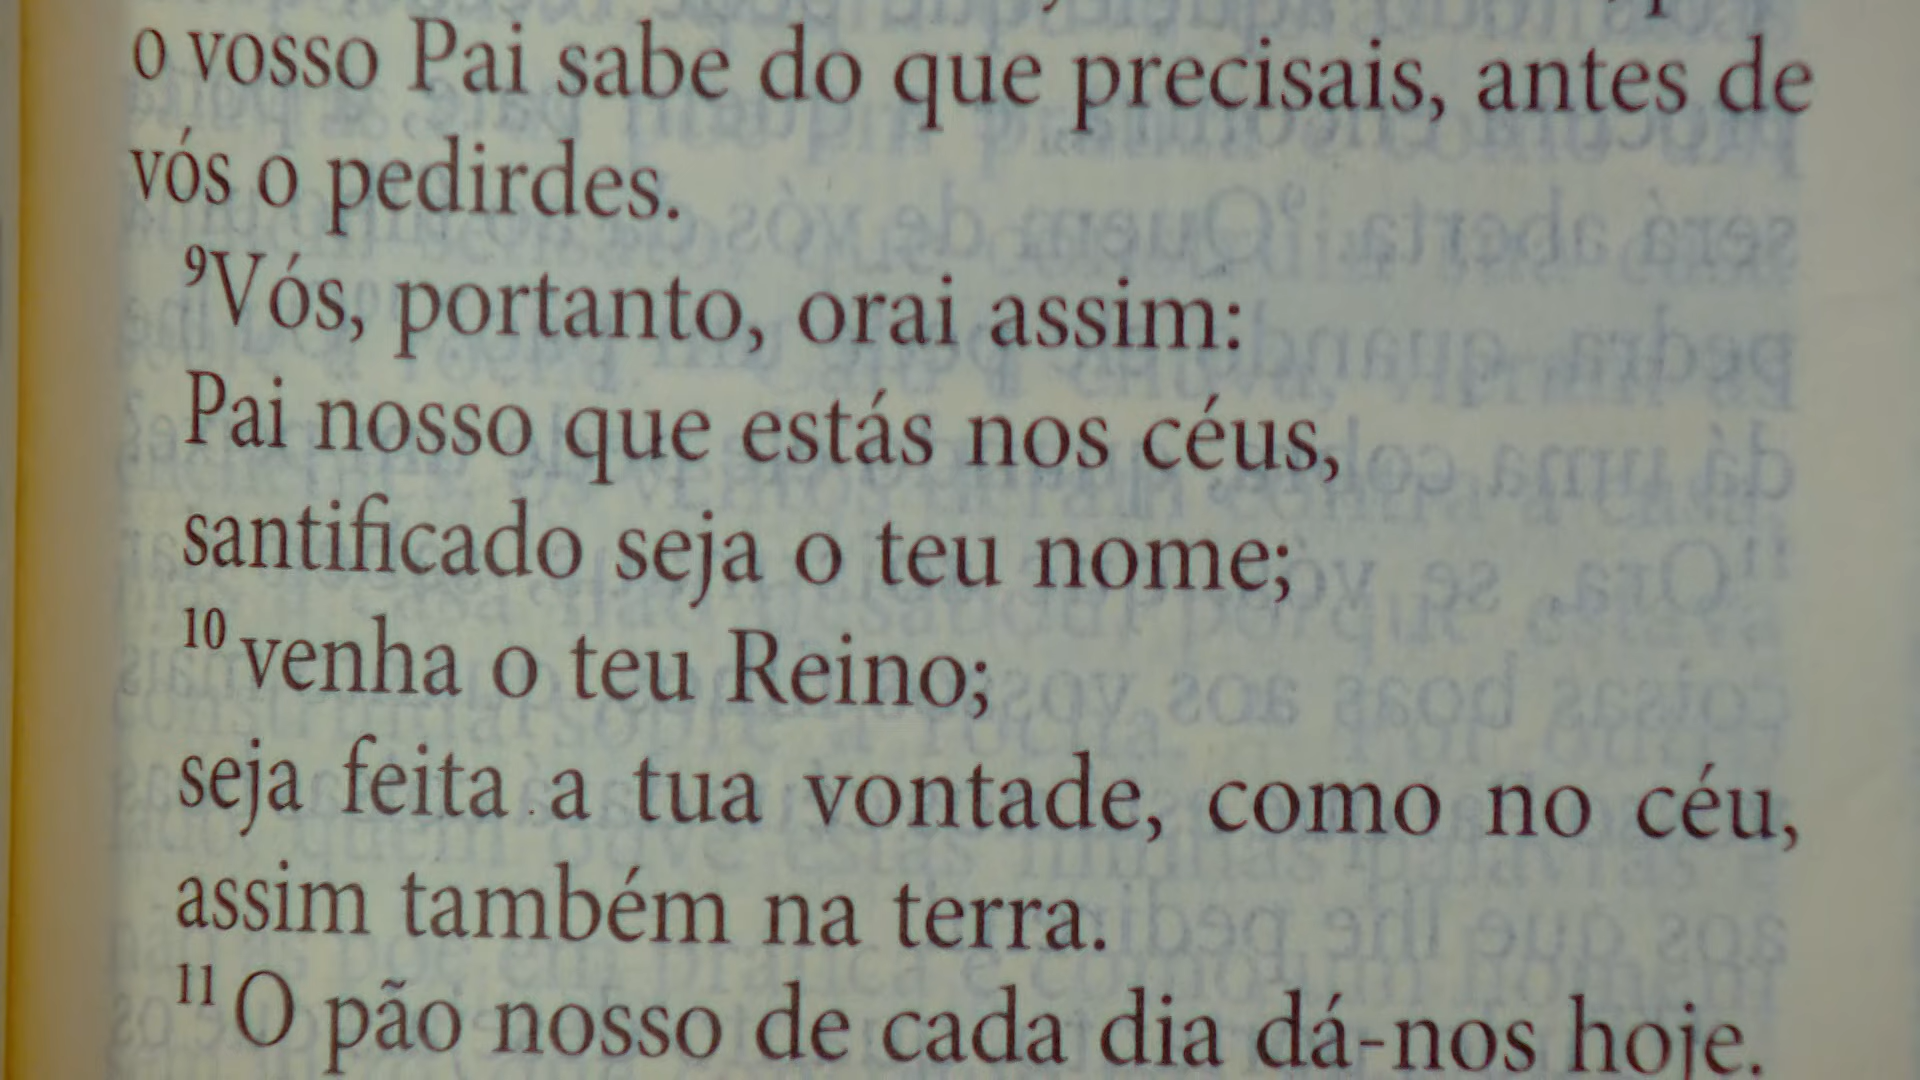 o vosso Pai sabe do que precisais, antes de
vós o pedirdes.
⁹Vós, portanto, orai assim:
Pai nosso que estás nos céus,
santificado seja o teu nome;
¹⁰venha o teu Reino;
seja feita a tua vontade, como no céu,
assim também na terra.
¹¹O pão nosso de cada dia dá-nos hoje.